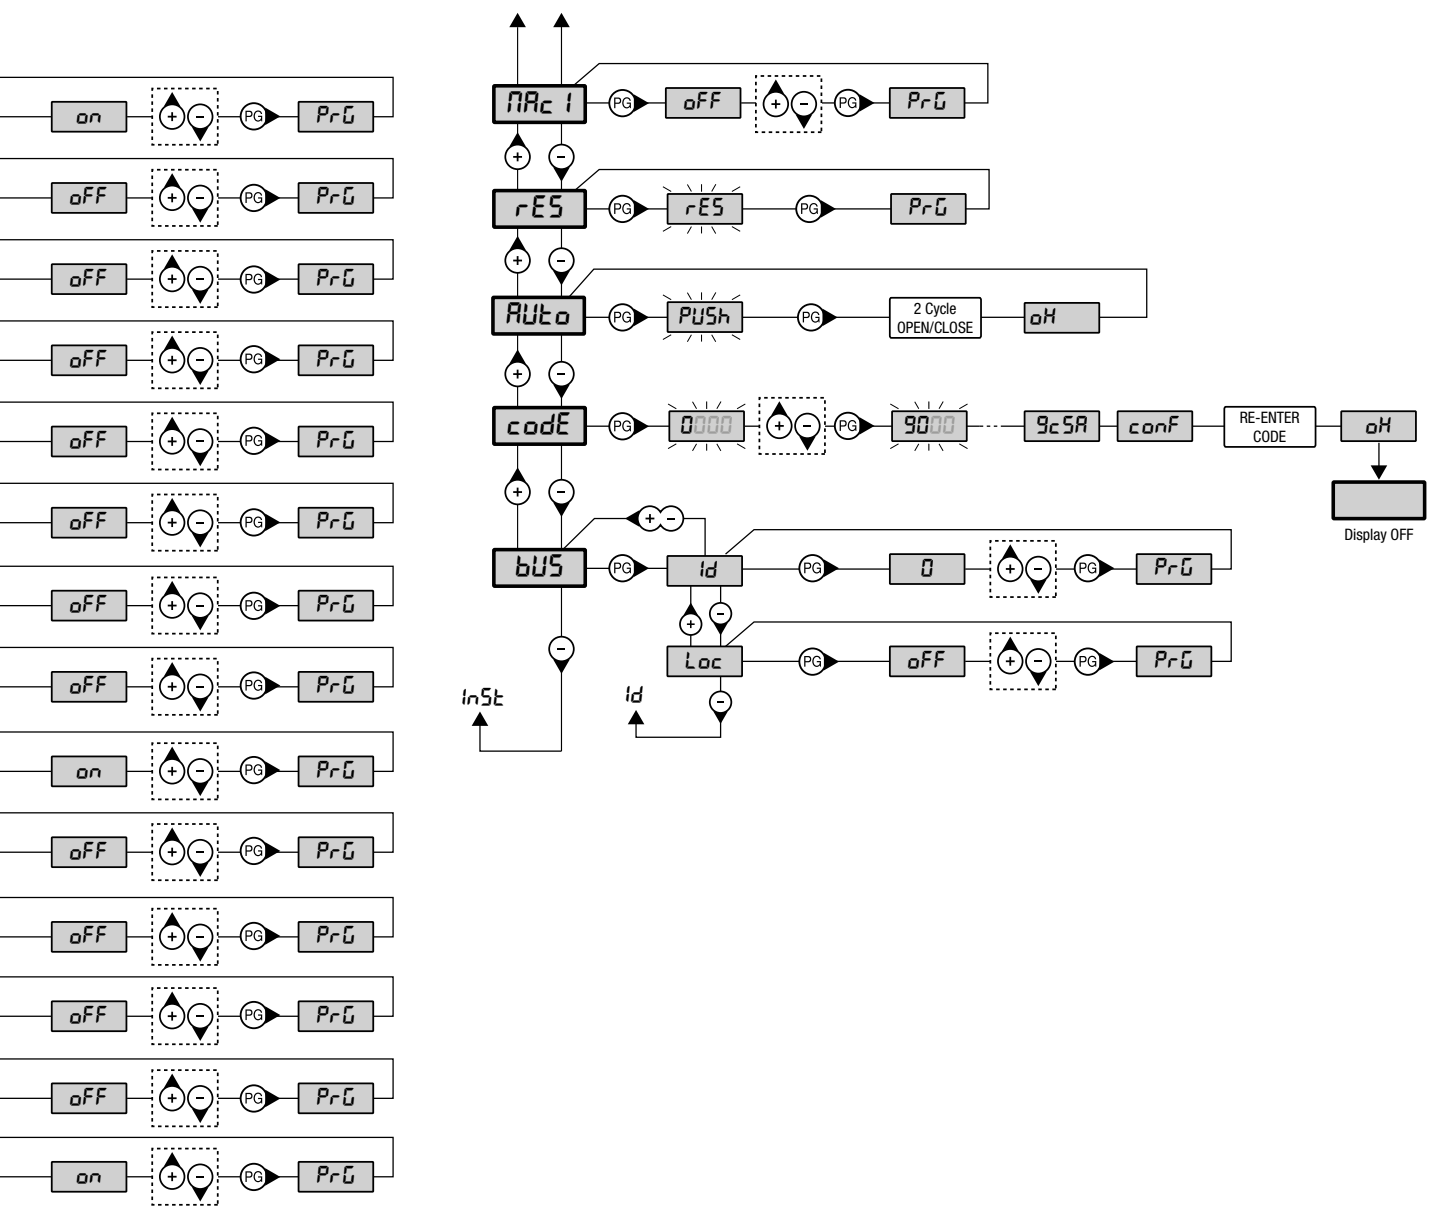 on + - PG PrG
oFF + - PG PrG
oFF + - PG PrG
oFF + - PG PrG
oFF + - PG PrG
oFF + - PG PrG
oFF + - PG PrG
oFF + - PG PrG
on + - PG PrG
oFF + - PG PrG
oFF + - PG PrG
oFF + - PG PrG
oFF + - PG PrG
on + - PG PrG
MAc1 PG oFF + - PG PrG
+ -
rES PG rES PG PrG
+ -
AUto PG PUSh PG 2 Cycle
OPEN/CLOSE oK
+ -
codE PG 0000 + - PG 9000 --- 9c5A conF RE-ENTER
CODE oK
Display OFF
+ -
+ -
bUS PG Id PG 0 + - PG PrG
+ -
Loc PG oFF + - PG PrG
-
-
InSt
Id